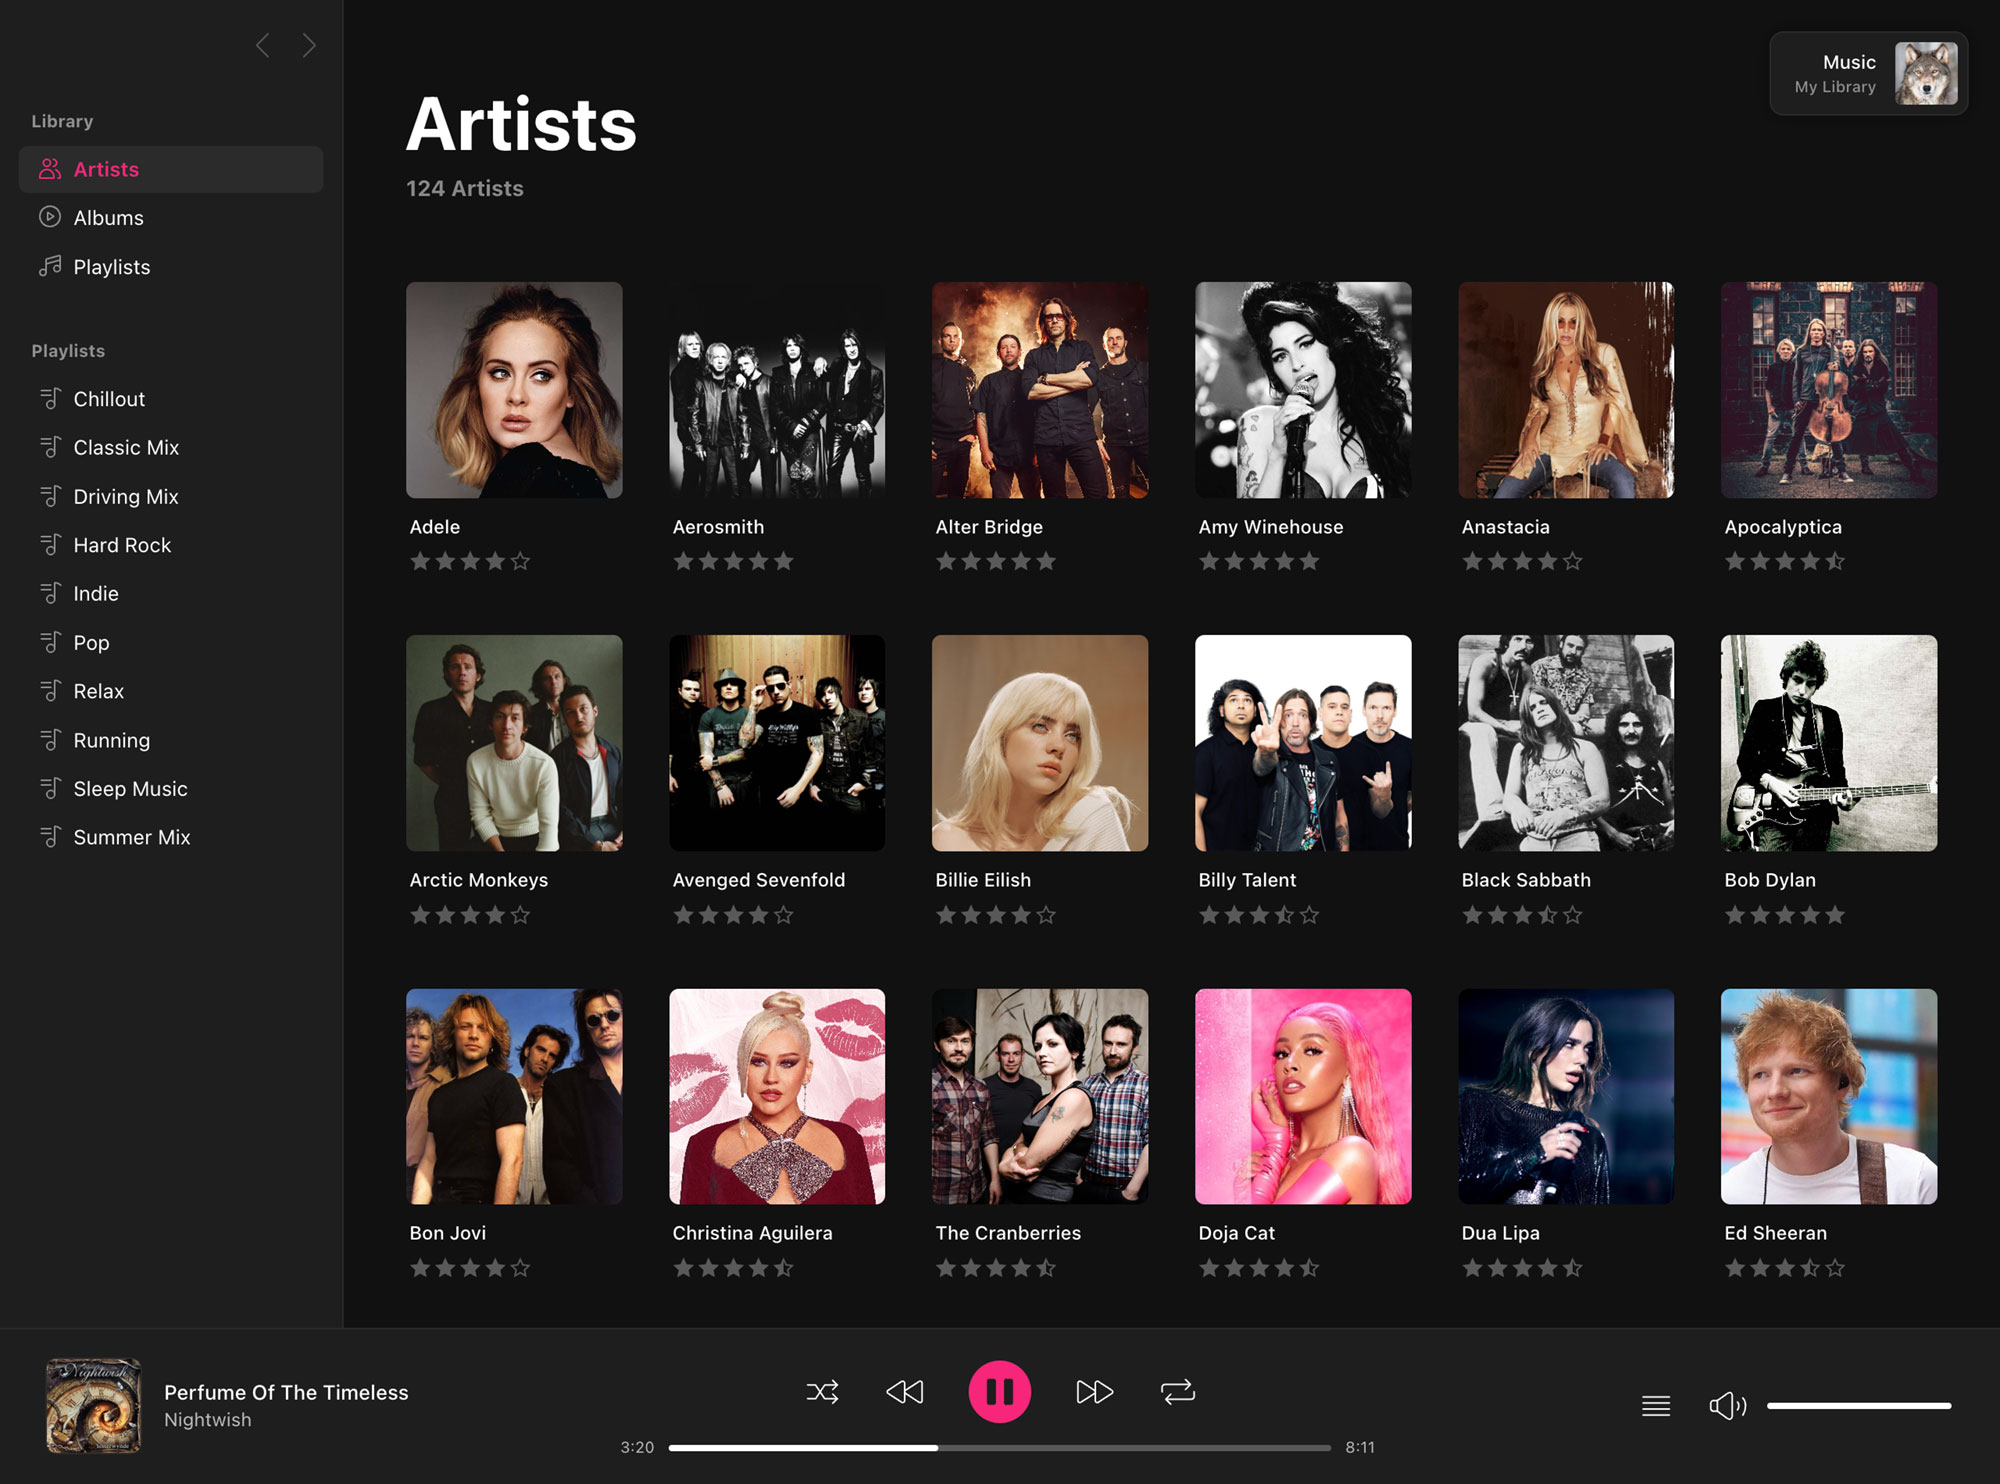 Library
Artists
Albums
Playlists
Playlists
Chillout
Classic Mix
Driving Mix
Hard Rock
Indie
Pop
Relax
Running
Sleep Music
Summer Mix
Artists
124 Artists
Music
My Library
Adele
Aerosmith
Alter Bridge
Amy Winehouse
Anastacia
Apocalyptica
Arctic Monkeys
Avenged Sevenfold
Billie Eilish
Billy Talent
Black Sabbath
Bob Dylan
Bon Jovi
Christina Aguilera
The Cranberries
Doja Cat
Dua Lipa
Ed Sheeran
Nightwish
Perfume Of The Timeless
Nightwish
3:20
8:11